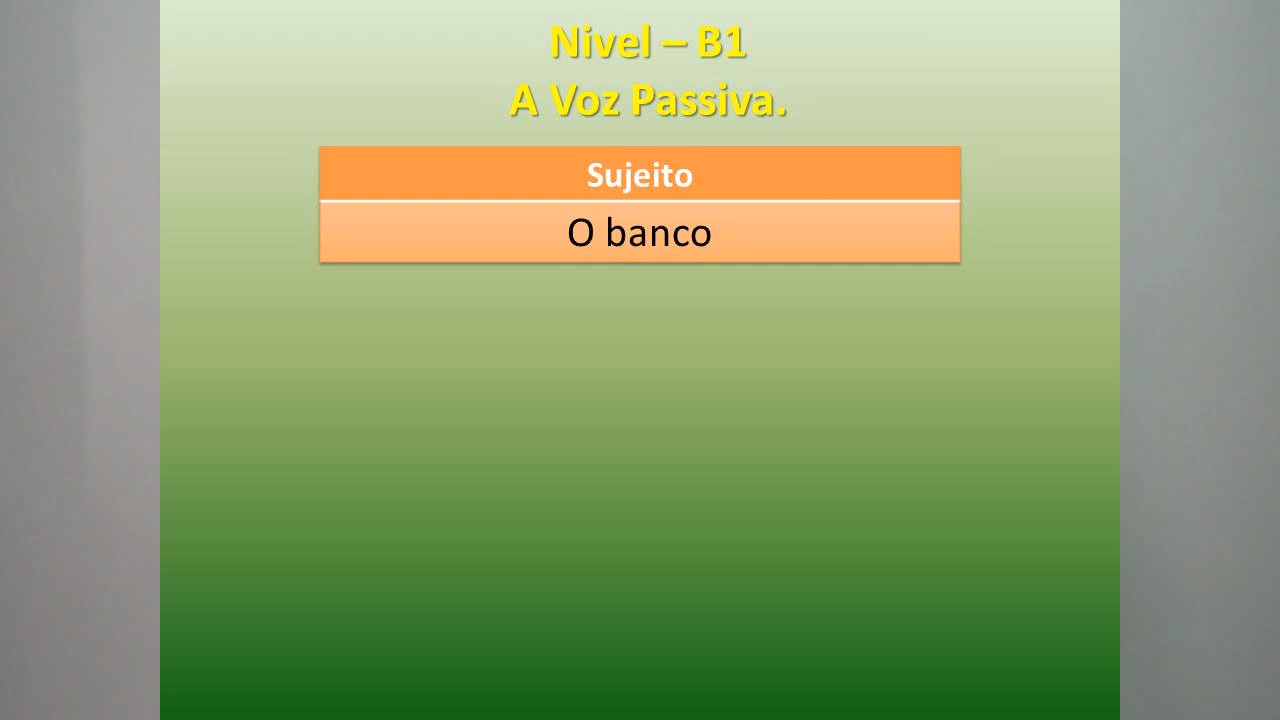 Nivel – B1
A Voz Passiva.
Sujeito
O banco